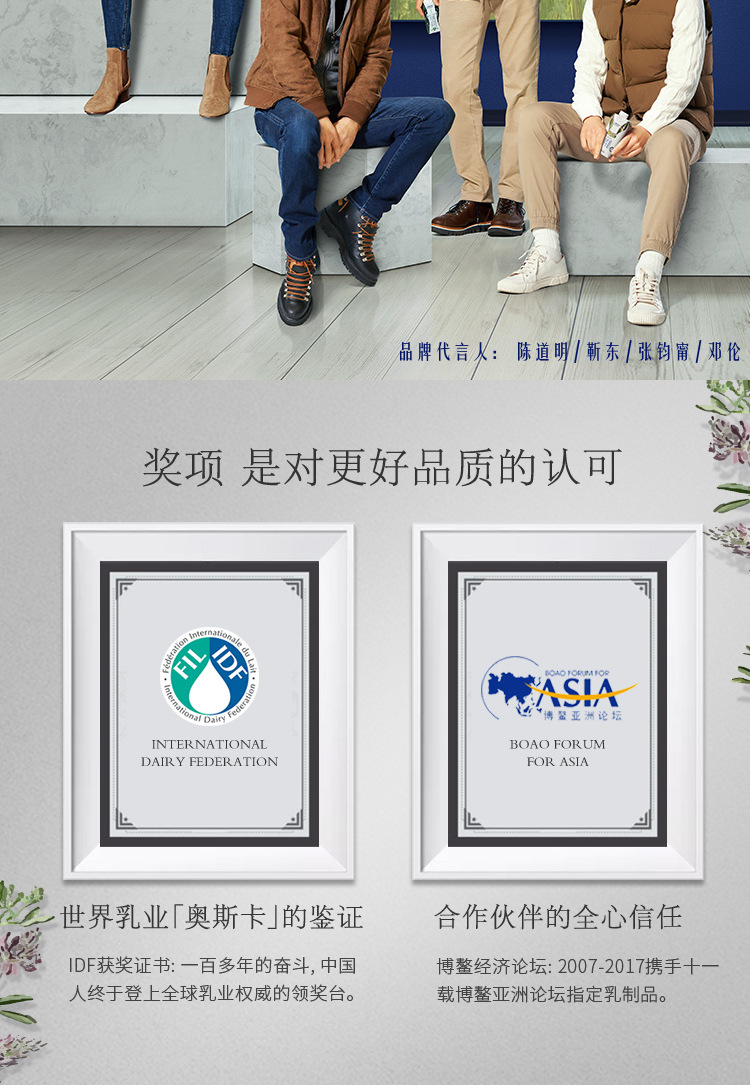 品牌代言人: 陈道明/靳东/张钧甯/邓伦
奖项 是对更好品质的认可
Fédération Internationale du Lait
FIL IDF
International Dairy Federation
INTERNATIONAL
DAIRY FEDERATION
BOAO FORUM FOR
ASIA
博鳌亚洲论坛
BOAO FORUM
FOR ASIA
世界乳业「奥斯卡」的鉴证
IDF获奖证书: 一百多年的奋斗, 中国
人终于登上全球乳业权威的领奖台。
合作伙伴的全心信任
博鳌经济论坛: 2007-2017携手十一
载博鳌亚洲论坛指定乳制品。